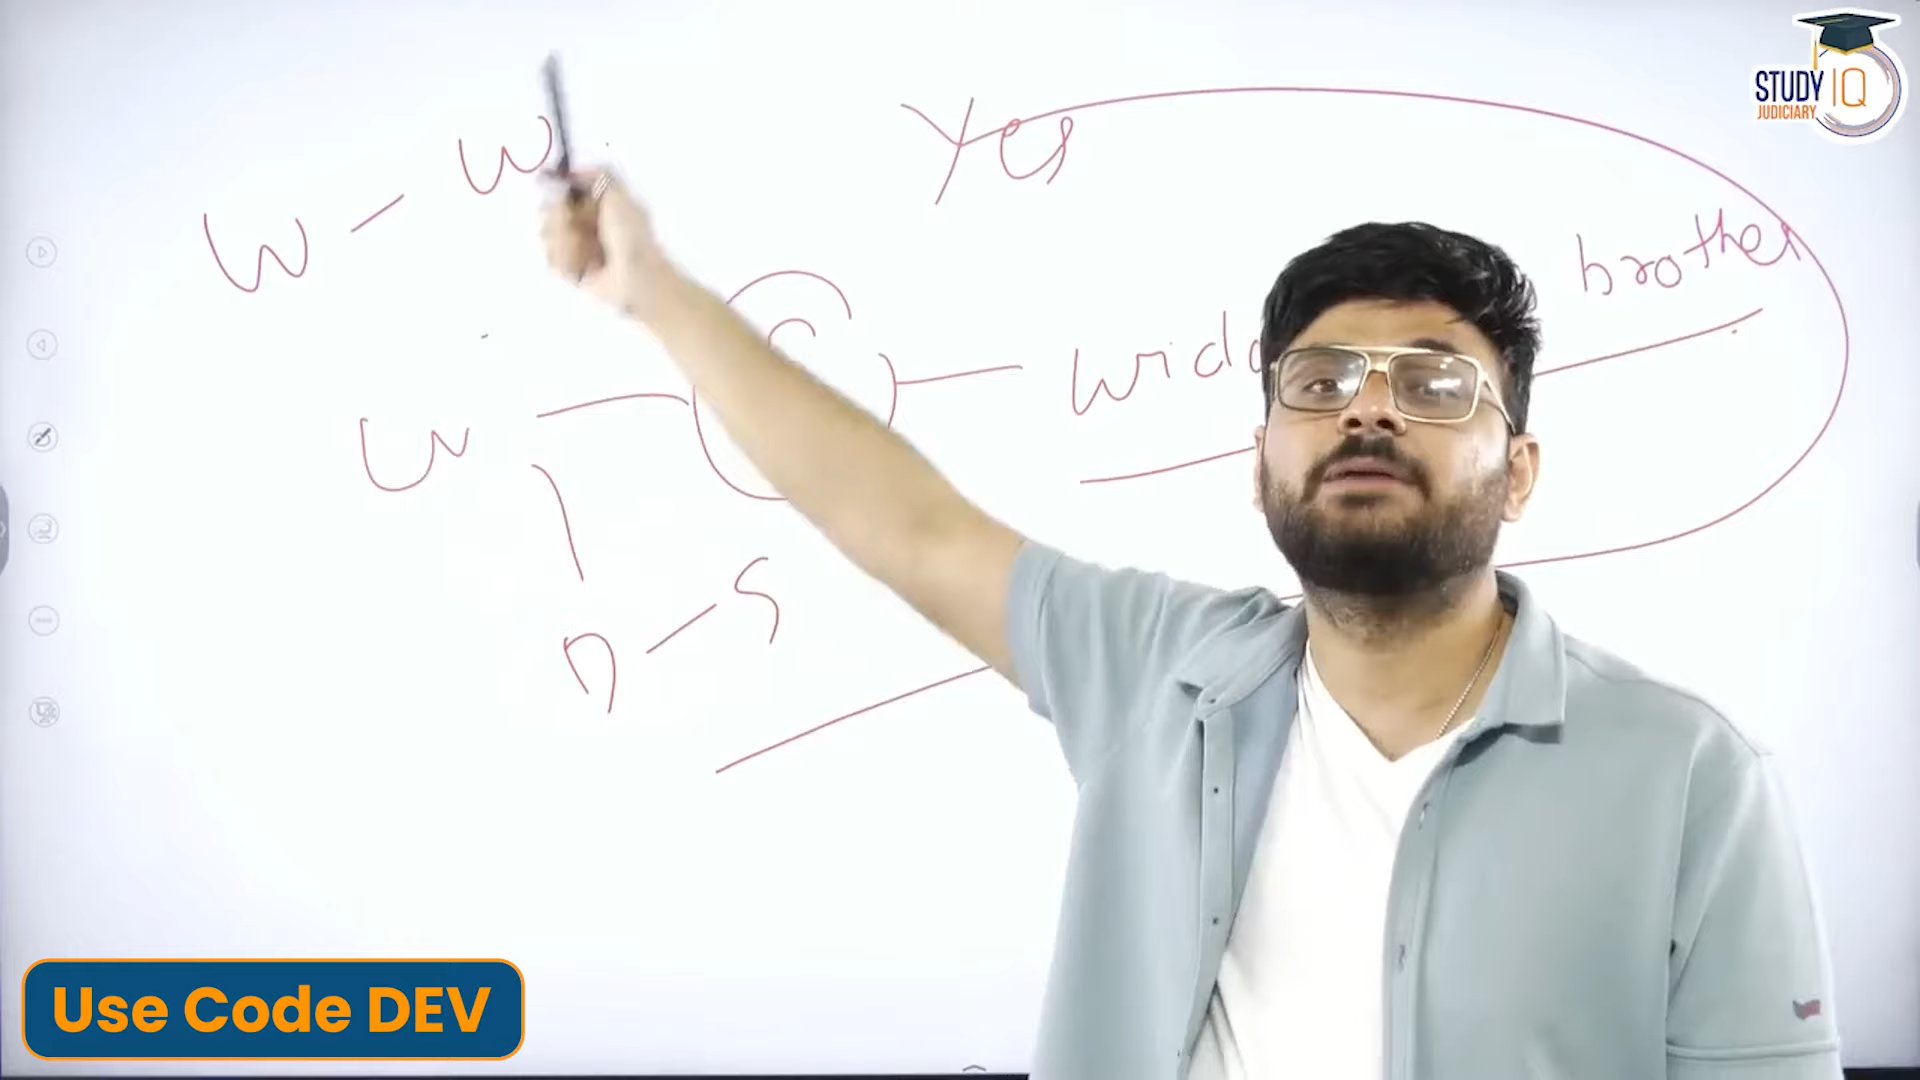 STUDY IQ
JUDICIARY
W - W
Yes
brother
W
D - S
Use Code DEV